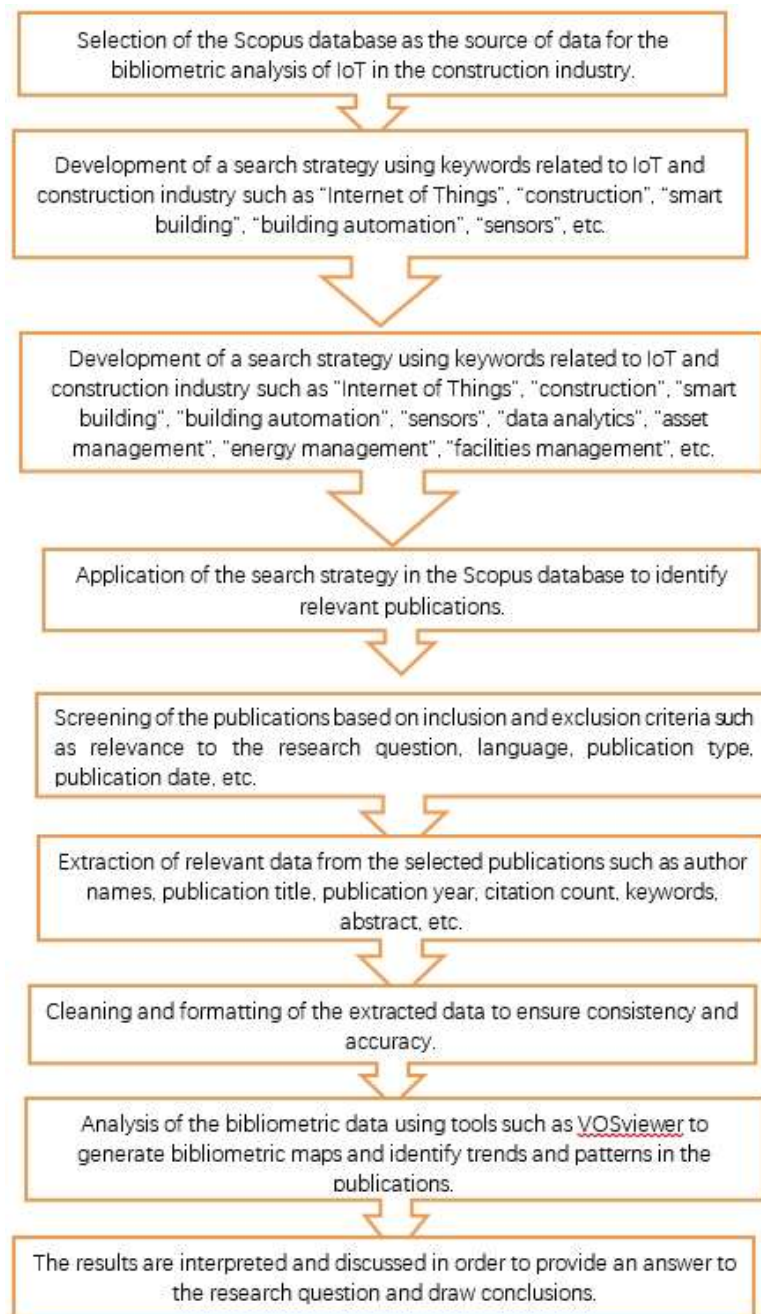 Selection of the Scopus database as the source of data for the
bibliometric analysis of IoT in the construction industry.
Development of a search strategy using keywords related to IoT and
construction industry such as “Internet of Things”, “construction”, “smart
building”, “building automation”, “sensors”, etc.
Development of a search strategy using keywords related to IoT and
construction industry such as “Internet of Things”, “construction”, “smart
building”, “building automation”, “sensors”, “data analytics”, “asset
management”, “energy management”, “facilities management”, etc.
Application of the search strategy in the Scopus database to identify
relevant publications.
Screening of the publications based on inclusion and exclusion criteria such
as relevance to the research question, language, publication type,
publication date, etc.
Extraction of relevant data from the selected publications such as author
names, publication title, publication year, citation count, keywords,
abstract, etc.
Cleaning and formatting of the extracted data to ensure consistency and
accuracy.
Analysis of the bibliometric data using tools such as VOSviewer to
generate bibliometric maps and identify trends and patterns in the
publications.
The results are interpreted and discussed in order to provide an answer to
the research question and draw conclusions.